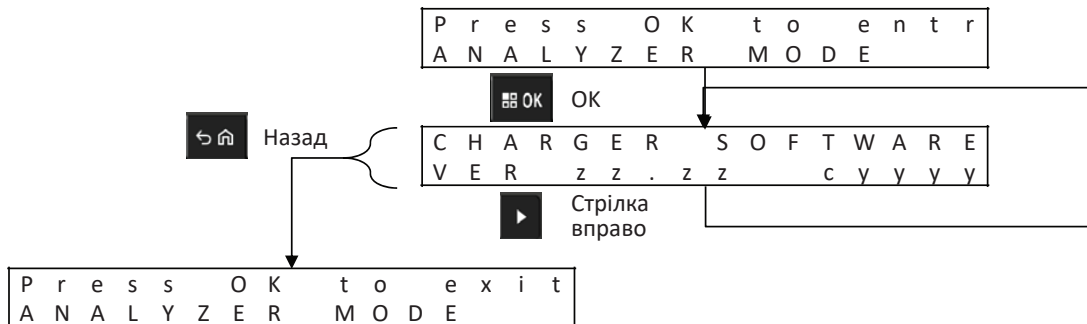 Press OK to entr
ANALYZER MODE
OK OK
Назад
CHARGER SOFTWARE
VER zz.zz cyyyy
Стрілка
вправо
Press OK to exit
ANALYZER MODE